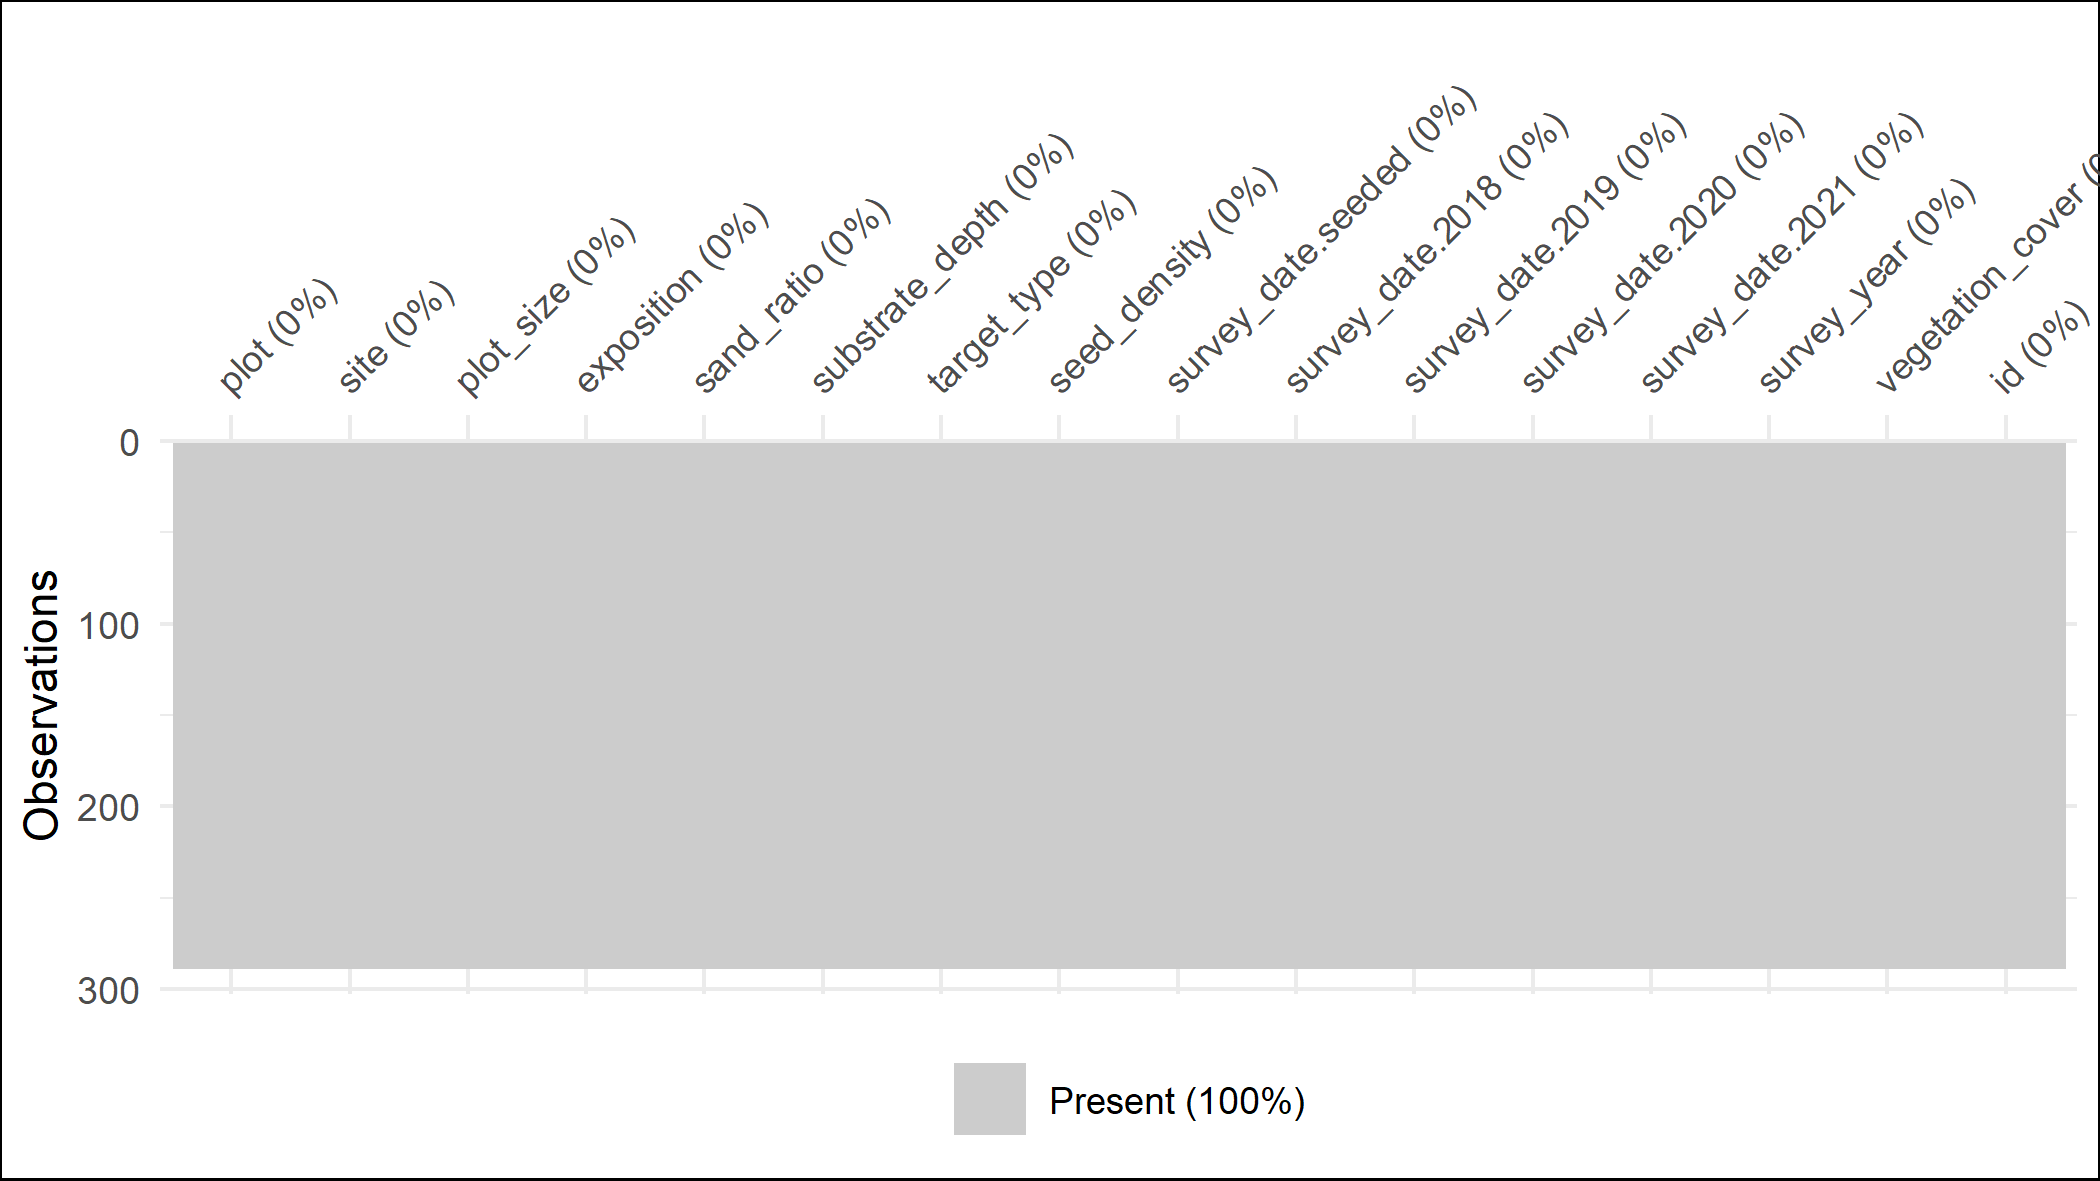 plot (0%)
site (0%)
plot_size (0%)
exposition (0%)
sand_ratio (0%)
substrate_depth (0%)
target_type (0%)
seed_density (0%)
survey_date.seeded (0%)
survey_date.2018 (0%)
survey_date.2019 (0%)
survey_date.2020 (0%)
survey_date.2021 (0%)
survey_year (0%)
vegetation_cover
id (0%)
Observations
0
100
200
300
Present (100%)